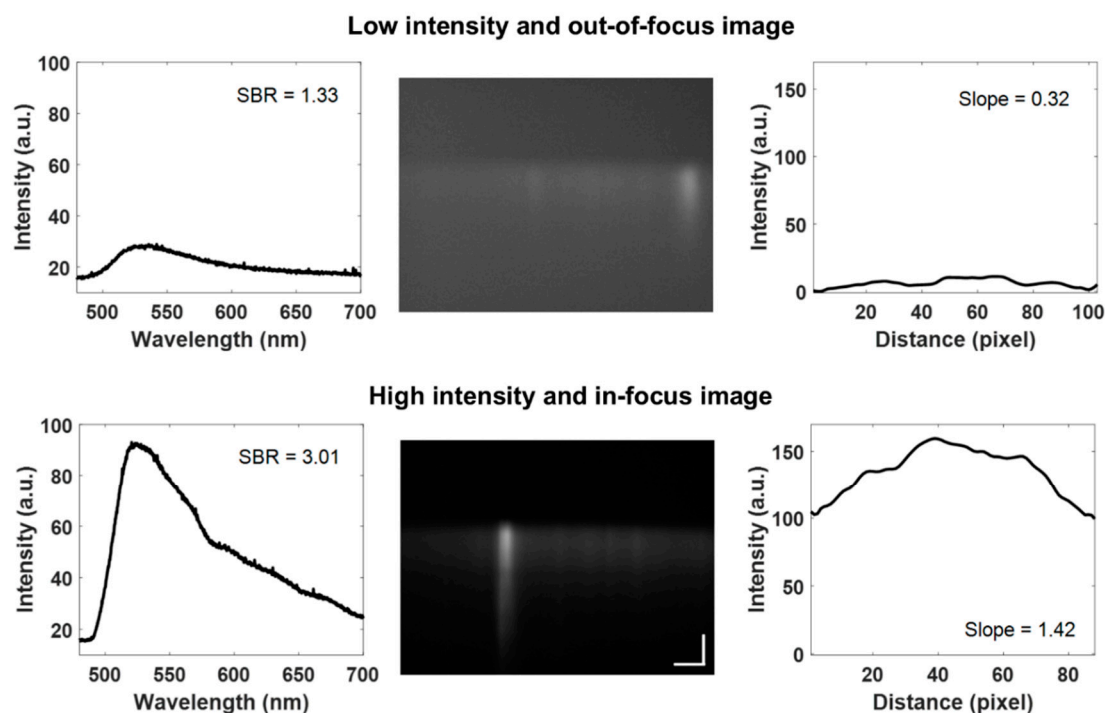 Low intensity and out-of-focus image
100
80
60
40
20
Intensity (a.u.)
SBR = 1.33
500 550 600 650 700
Wavelength (nm)
150
100
50
0
Intensity (a.u.)
Slope = 0.32
20 40 60 80 100
Distance (pixel)
High intensity and in-focus image
100
80
60
40
20
Intensity (a.u.)
SBR = 3.01
500 550 600 650 700
Wavelength (nm)
150
100
50
0
Intensity (a.u.)
Slope = 1.42
20 40 60 80
Distance (pixel)